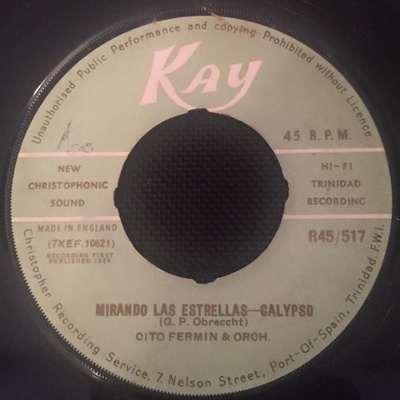 Unauthorised Public Performance and copying Prohibited without Licence.
Kay
45 R.P.M.
NEW
CHRISTOPHONIC
SOUND
HI-FI
TRINIDAD
RECORDING
MADE IN ENGLAND
(7XEF.10621)
RECORDING FIRST
PUBLISHED 1959
R45/517
MIRANDO LAS ESTRELLAS—CALYPSO
(G. P. Obreccht)
CITO FERMIN & ORCH.
Christopher Recording Service. 7. Nelson Street, Port-Of-Spain, Trinidad. F.W.I.